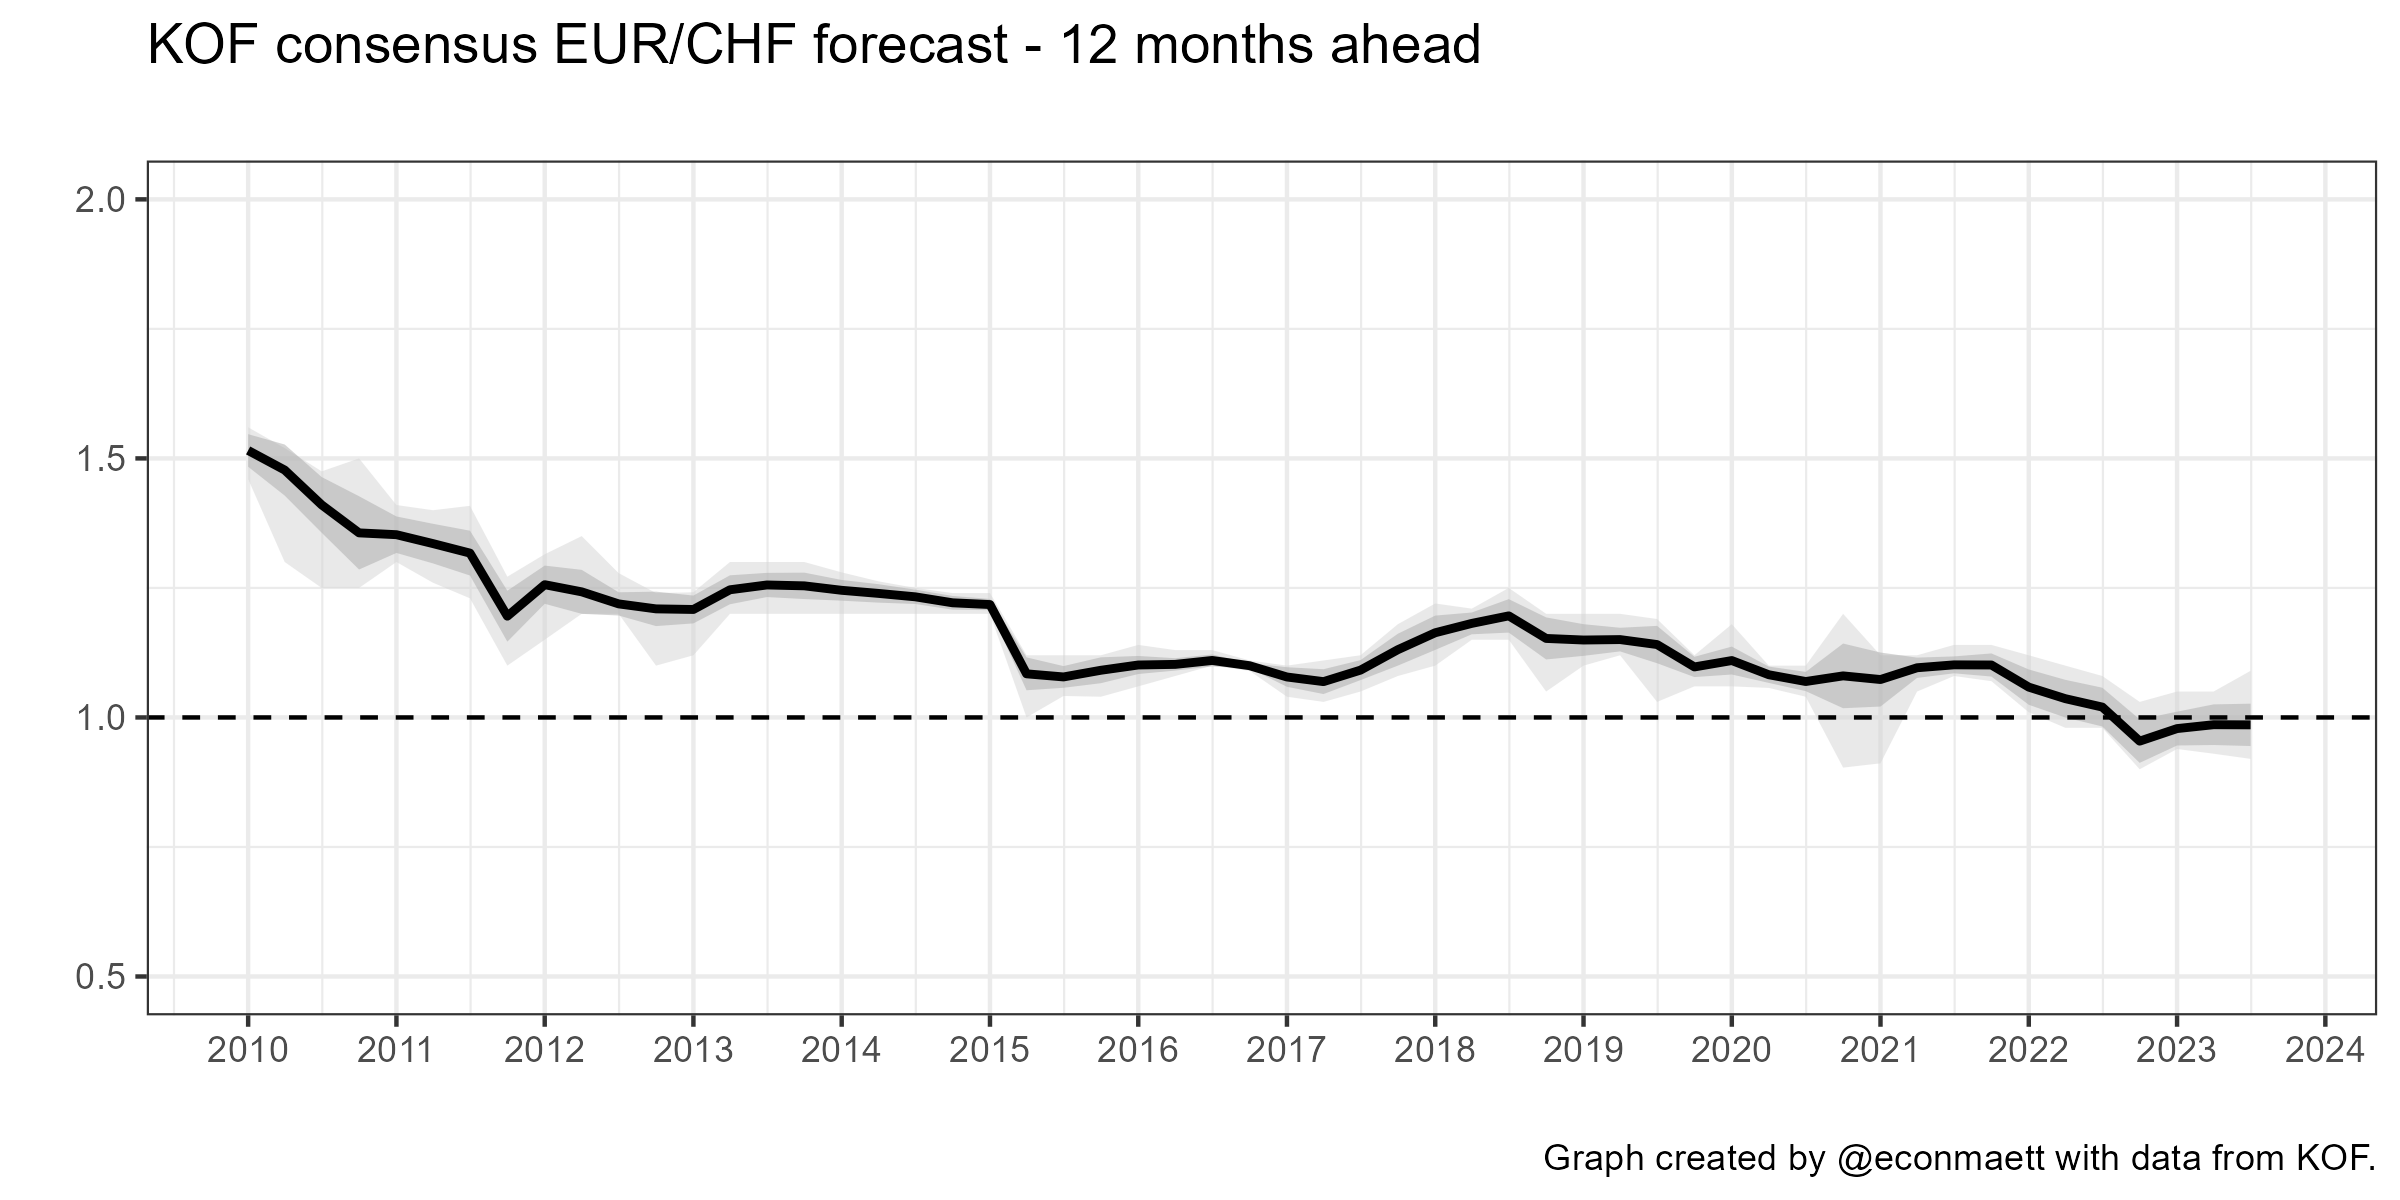 KOF consensus EUR/CHF forecast - 12 months ahead
2.0
1.5
1.0
0.5
2010 2011 2012 2013 2014 2015 2016 2017 2018 2019 2020 2021 2022 2023 2024
Graph created by @econmaett with data from KOF.